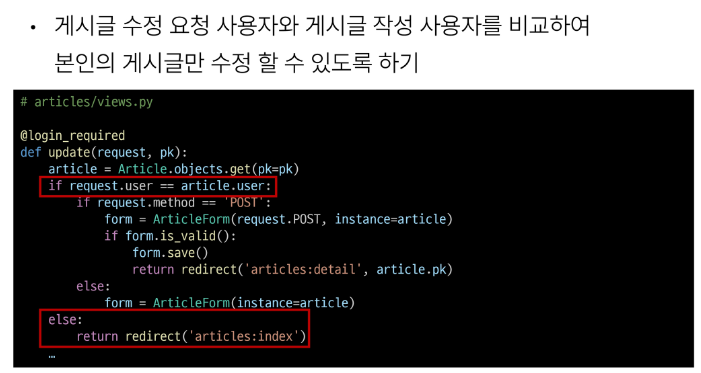 • 게시글 수정 요청 사용자와 게시글 작성 사용자를 비교하여
본인의 게시글만 수정 할 수 있도록 하기
# articles/views.py
@login_required
def update(request, pk):
    article = Article.objects.get(pk=pk)
    if request.user == article.user:
        if request.method == 'POST':
            form = ArticleForm(request.POST, instance=article)
            if form.is_valid():
                form.save()
                return redirect('articles:detail', article.pk)
        else:
            form = ArticleForm(instance=article)
    else:
        return redirect('articles:index')
    …